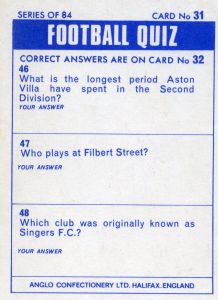 SERIES OF 84 CARD No 31
FOOTBALL QUIZ
CORRECT ANSWERS ARE ON CARD No 32
46
What is the longest period Aston
Villa have spent in the Second
Division?
YOUR ANSWER
47
Who plays at Filbert Street?
YOUR ANSWER
48
Which club was originally known as
Singers F.C.?
YOUR ANSWER
ANGLO CONFECTIONERY LTD. HALIFAX. ENGLAND